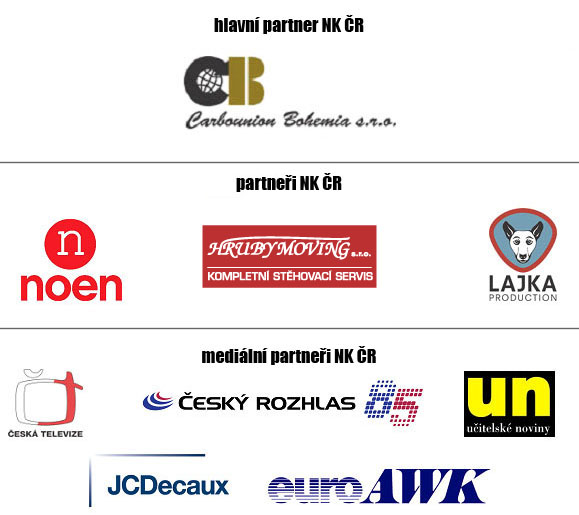 hlavní partner NK ČR
CB
Carbounion Bohemia s.r.o.
partneři NK ČR
n
noen
HRUBY MOVING s.r.o.
KOMPLETNÍ STĚHOVACÍ SERVIS
LAJKA
PRODUCTION
mediální partneři NK ČR
ČESKÁ TELEVIZE
ČESKÝ ROZHLAS 85
un
učitelské noviny
JCDecaux
euroAWK